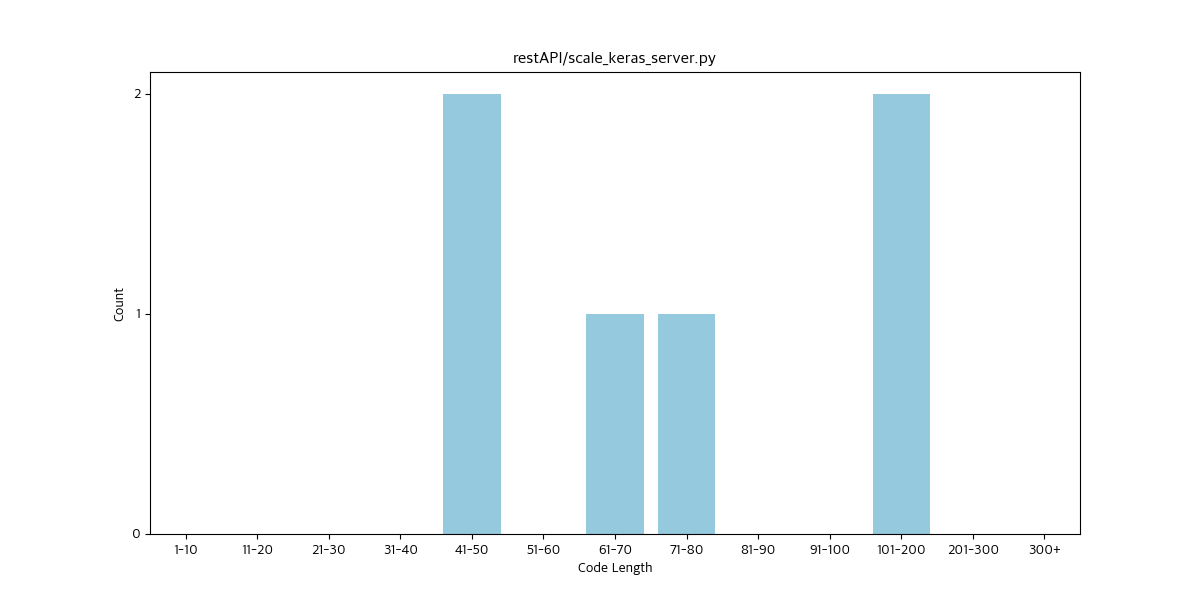 restAPI/scale_keras_server.py
2
1
0
Count
1-10 11-20 21-30 31-40 41-50 51-60 61-70 71-80 81-90 91-100 101-200 201-300 300+
Code Length